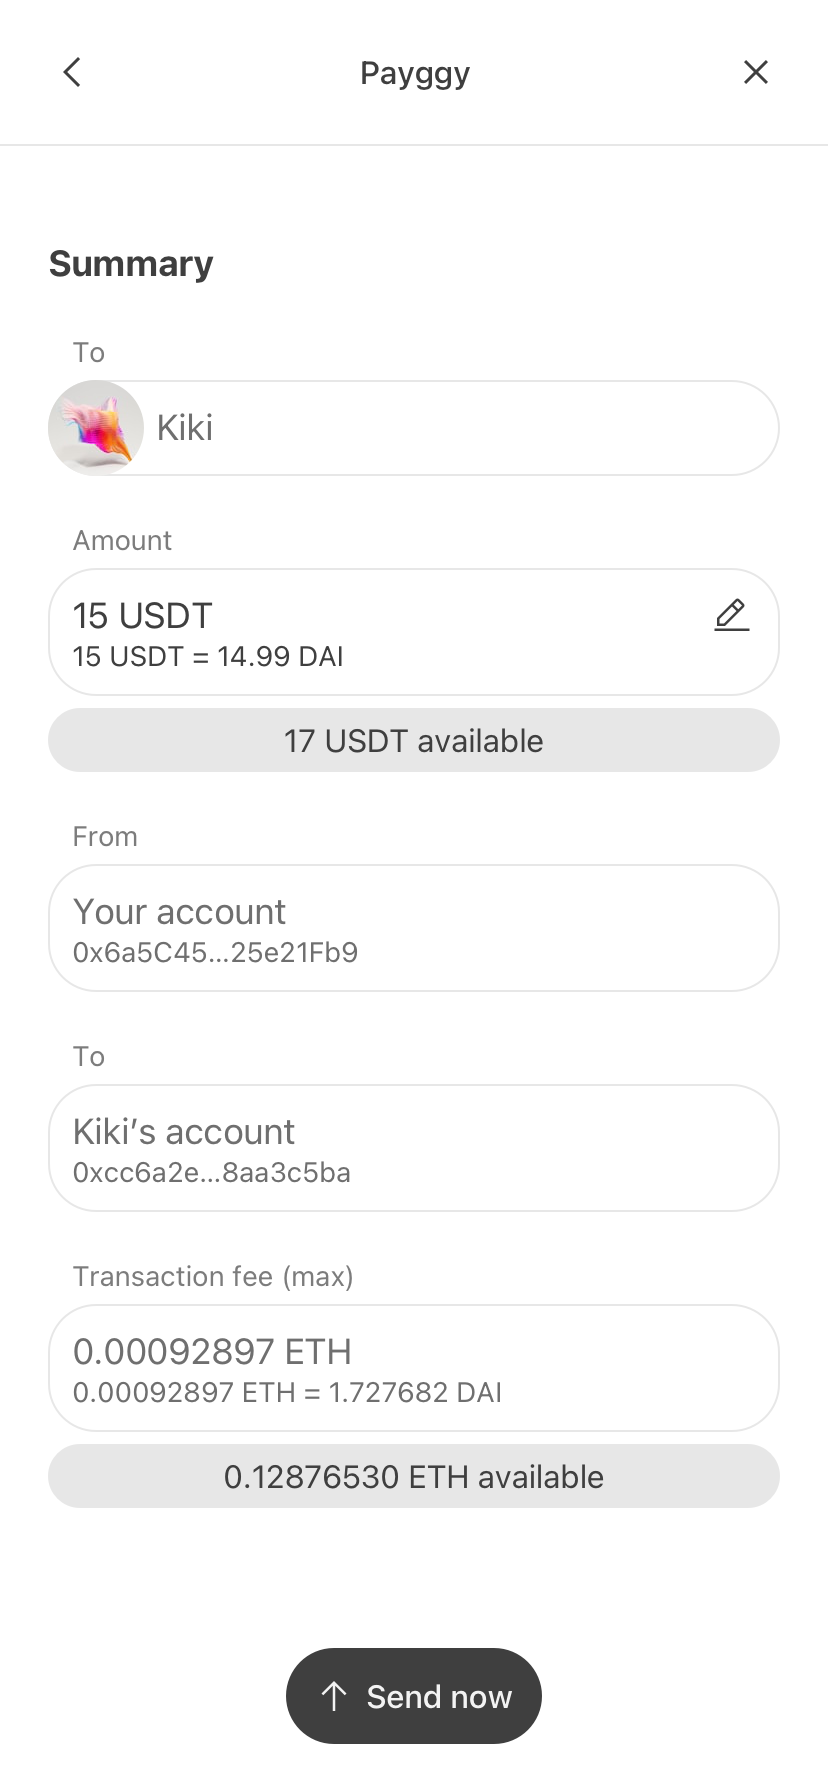 Payggy
Summary
To
Kiki
Amount
15 USDT
15 USDT = 14.99 DAI
17 USDT available
From
Your account
0x6a5C45...25e21Fb9
To
Kiki’s account
0xcc6a2e...8aa3c5ba
Transaction fee (max)
0.00092897 ETH
0.00092897 ETH = 1.727682 DAI
0.12876530 ETH available
Send now